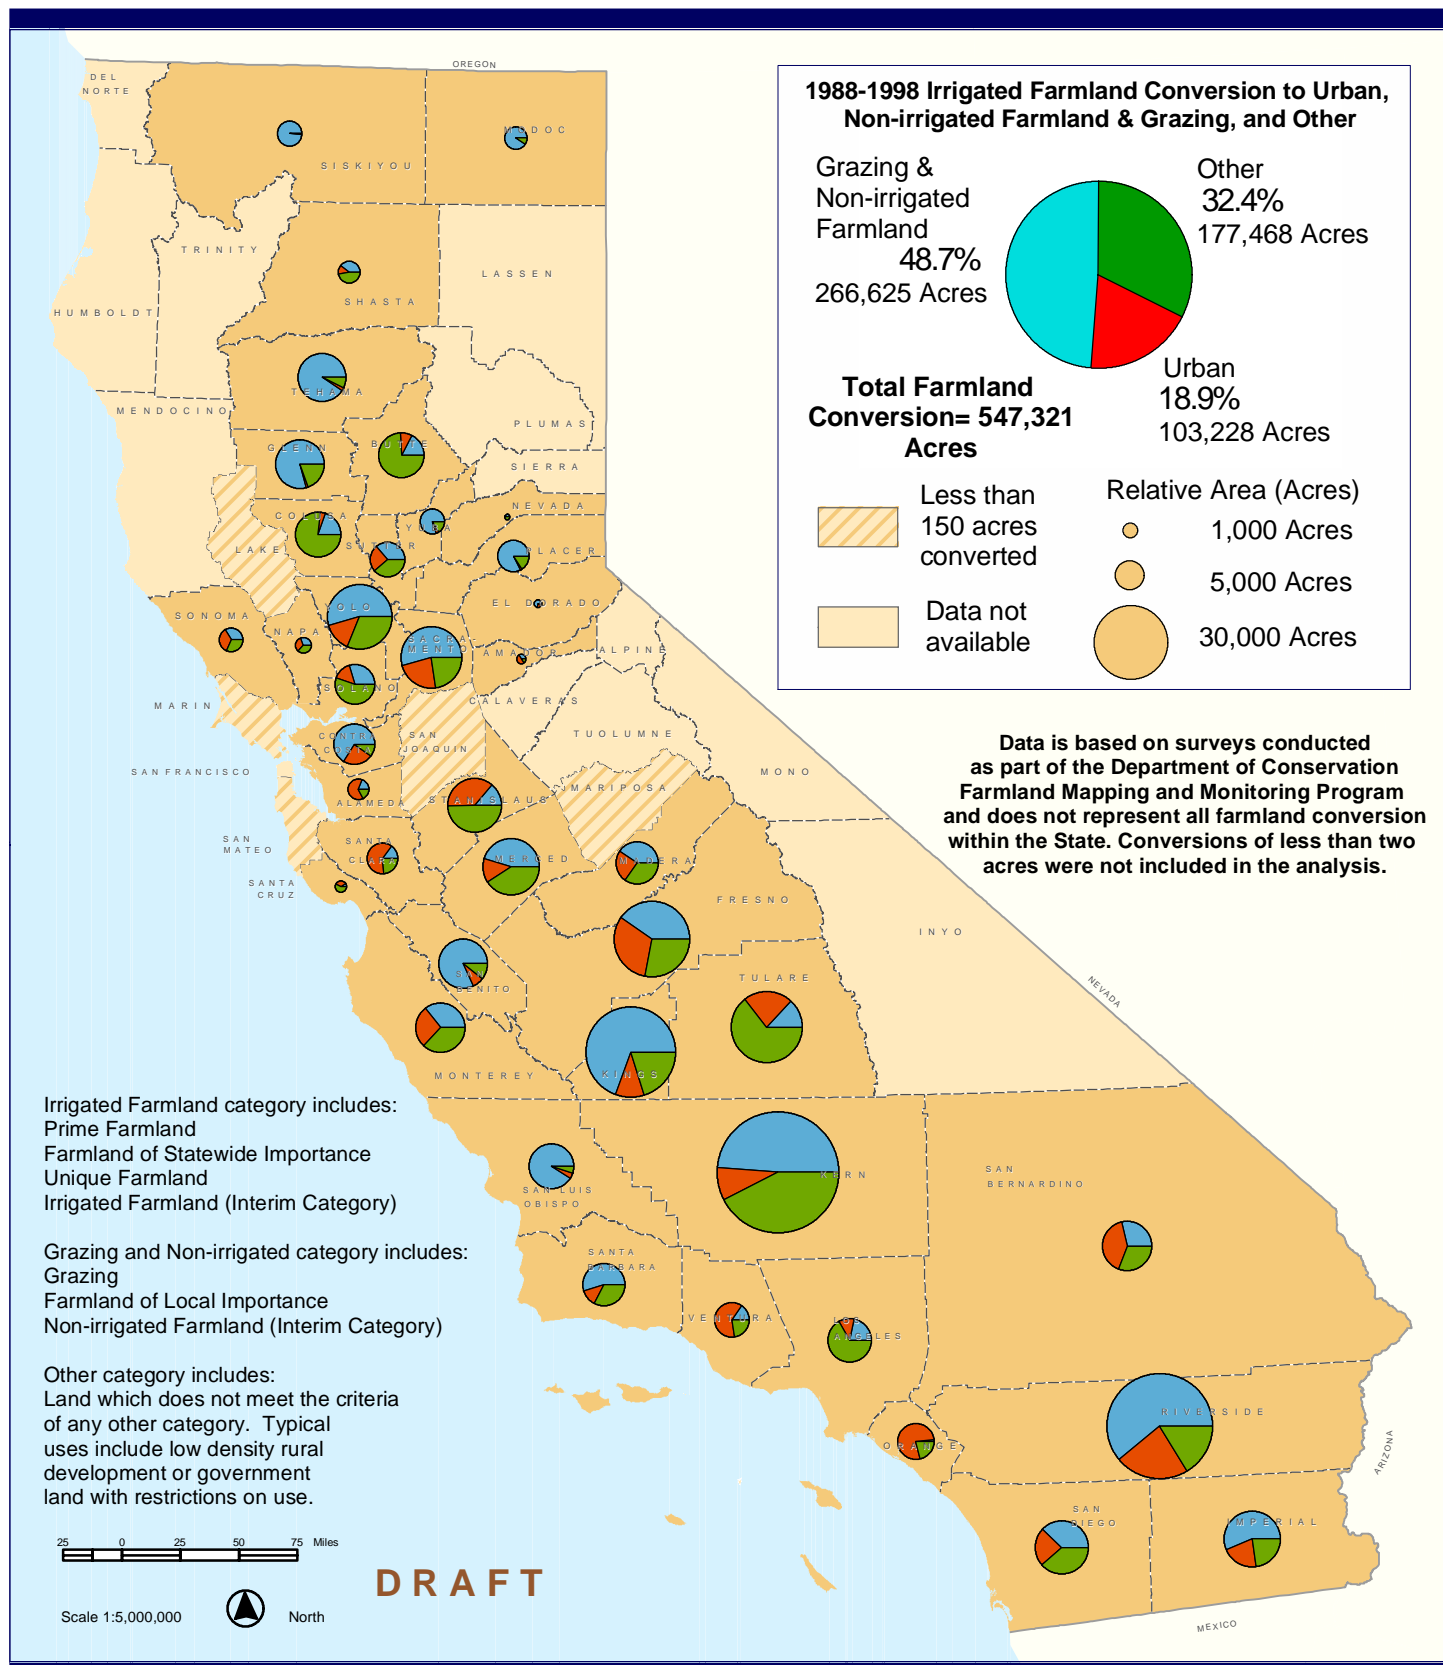 1988-1998 Irrigated Farmland Conversion to Urban,
Non-irrigated Farmland & Grazing, and Other
Grazing &
Non-irrigated
Farmland
48.7%
266,625 Acres
Other
32.4%
177,468 Acres
Urban
18.9%
103,228 Acres
Total Farmland
Conversion= 547,321
Acres
Less than
150 acres
converted
Data not
available
Relative Area (Acres)
1,000 Acres
5,000 Acres
30,000 Acres
Data is based on surveys conducted
as part of the Department of Conservation
Farmland Mapping and Monitoring Program
and does not represent all farmland conversion
within the State. Conversions of less than two
acres were not included in the analysis.
OREGON
DEL
NORTE
SISKIYOU
MODOC
TRINITY
HUMBOLDT
SHASTA
LASSEN
TEHAMA
MENDOCINO
PLUMAS
GLENN
BUTTE
SIERRA
NEVADA
COLUSA
LAKE
SUTTER
YUBA
PLACER
EL DORADO
SONOMA
NAPA
YOLO
SACRA-
MENTO
AMADOR
ALPINE
SOLANO
CALAVERAS
MARIN
CONTRA
COSTA
SAN
JOAQUIN
TUOLUMNE
SAN FRANCISCO
MONO
ALAMEDA
STANISLAUS
MARIPOSA
SAN
MATEO
SANTA
CLARA
MERCED
MADERA
SANTA
CRUZ
FRESNO
INYO
SAN
BENITO
TULARE
NEVADA
MONTEREY
KINGS
SAN LUIS
OBISPO
KERN
SAN
BERNARDINO
SANTA
BARBARA
VENTURA
LOS
ANGELES
ORANGE
RIVERSIDE
ARIZONA
SAN
DIEGO
IMPERIAL
MEXICO
Irrigated Farmland category includes:
Prime Farmland
Farmland of Statewide Importance
Unique Farmland
Irrigated Farmland (Interim Category)
Grazing and Non-irrigated category includes:
Grazing
Farmland of Local Importance
Non-irrigated Farmland (Interim Category)
Other category includes:
Land which does not meet the criteria
of any other category.  Typical
uses include low density rural
development or government
land with restrictions on use.
25 0 25 50 75 Miles
Scale 1:5,000,000
North
DRAFT